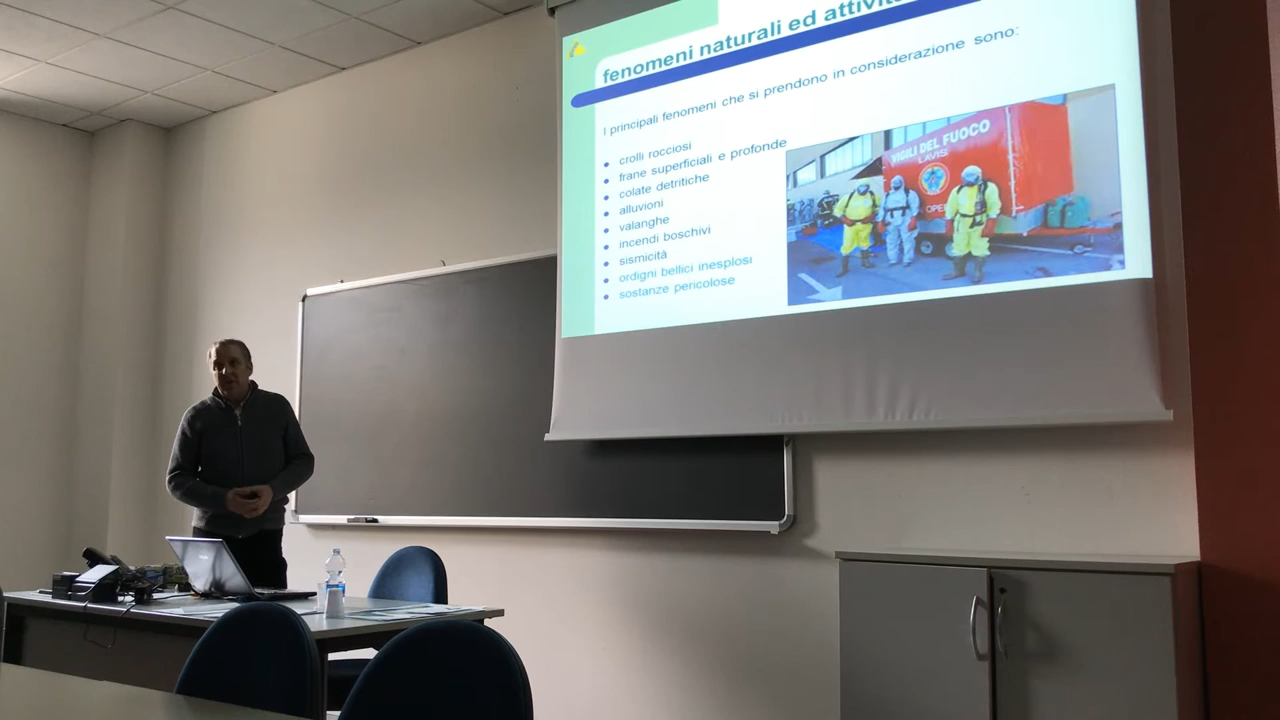 fenomeni naturali ed attività
I principali fenomeni che si prendono in considerazione sono:
crolli rocciosi
frane superficiali e profonde
colate detritiche
alluvioni
valanghe
incendi boschivi
sismicità
ordigni bellici inesplosi
sostanze pericolose
VIGILI DEL FUOCO
LAVIS
OPE